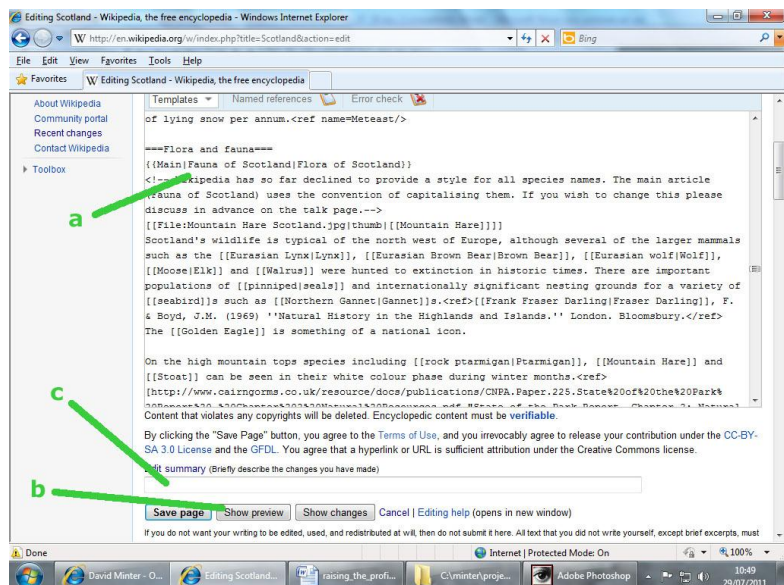 Editing Scotland - Wikipedia, the free encyclopedia - Windows Internet Explorer
W http://en.wikipedia.org/w/index.php?title=Scotland&action=edit
Bing
File Edit View Favorites Tools Help
Favorites
W Editing Scotland - Wikipedia, the free encyclopedia
About Wikipedia
Community portal
Recent changes
Contact Wikipedia
Toolbox
Templates Named references Error check
of lying snow per annum.<ref name=Meteast/>
===Flora and fauna===
{{Main|Fauna of Scotland|Flora of Scotland}}
<!--Wikipedia has so far declined to provide a style for all species names. The main article
(Fauna of Scotland) uses the convention of capitalising them. If you wish to change this please
discuss in advance on the talk page.-->
[[File:Mountain Hare Scotland.jpg|thumb|[[Mountain Hare]]]]
Scotland's wildlife is typical of the north west of Europe, although several of the larger mammals
such as the [[Eurasian Lynx|Lynx]], [[Eurasian Brown Bear|Brown Bear]], [[Eurasian wolf|Wolf]],
[[Moose|Elk]] and [[Walrus]] were hunted to extinction in historic times. There are important
populations of [[pinniped|seals]] and internationally significant nesting grounds for a variety of
[[seabird]]s such as [[Northern Gannet|Gannet]]s.<ref>[[Frank Fraser Darling|Fraser Darling]], F.
& Boyd, J.M. (1969) ''Natural History in the Highlands and Islands.'' London. Bloomsbury.</ref>
The [[Golden Eagle]] is something of a national icon.
On the high mountain tops species including [[rock ptarmigan|Ptarmigan]], [[Mountain Hare]] and
[[Stoat]] can be seen in their white colour phase during winter months.<ref>
[http://www.cairngorms.co.uk/resource/docs/publications/CNPA.Paper.225.State%20of%20the%20Park%
Content that violates any copyrights will be deleted. Encyclopedic content must be verifiable.
By clicking the "Save Page" button, you agree to the Terms of Use, and you irrevocably agree to release your contribution under the CC-BY-
SA 3.0 License and the GFDL. You agree that a hyperlink or URL is sufficient attribution under the Creative Commons license.
Edit summary (Briefly describe the changes you have made)
Save page Show preview Show changes Cancel | Editing help (opens in new window)
If you do not want your writing to be edited, used, and redistributed at will, then do not submit it here. All text that you did not write yourself, except brief excerpts, must
a
c
b
Done
Internet | Protected Mode: On
100%
David Minter - O...
Editing Scotland...
raising_the_profi...
C:\minter\proje...
Adobe Photoshop
10:49